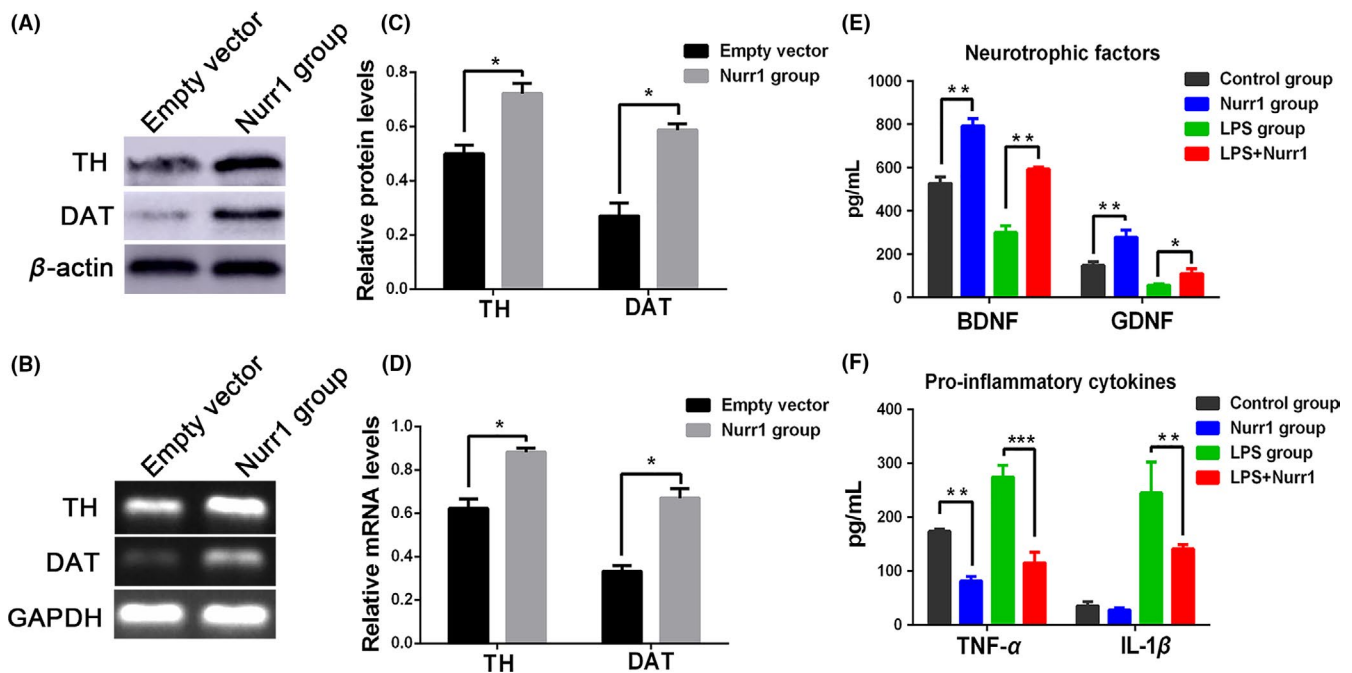 (A)
Empty vector
Nurr1 group
TH
DAT
β-actin
(B)
Empty vector
Nurr1 group
TH
DAT
GAPDH
(C)
Empty vector
Nurr1 group
Relative protein levels
0.8
0.6
0.4
0.2
0.0
*
*
TH
DAT
(D)
Empty vector
Nurr1 group
Relative mRNA levels
1.0
0.8
0.6
0.4
0.2
0.0
*
*
TH
DAT
(E)
Neurotrophic factors
Control group
Nurr1 group
LPS group
LPS+Nurr1
pg/mL
1000
800
600
400
200
0
**
**
**
*
BDNF
GDNF
(F)
Pro-inflammatory cytokines
Control group
Nurr1 group
LPS group
LPS+Nurr1
pg/mL
400
300
200
100
0
**
***
**
TNF-α
IL-1β